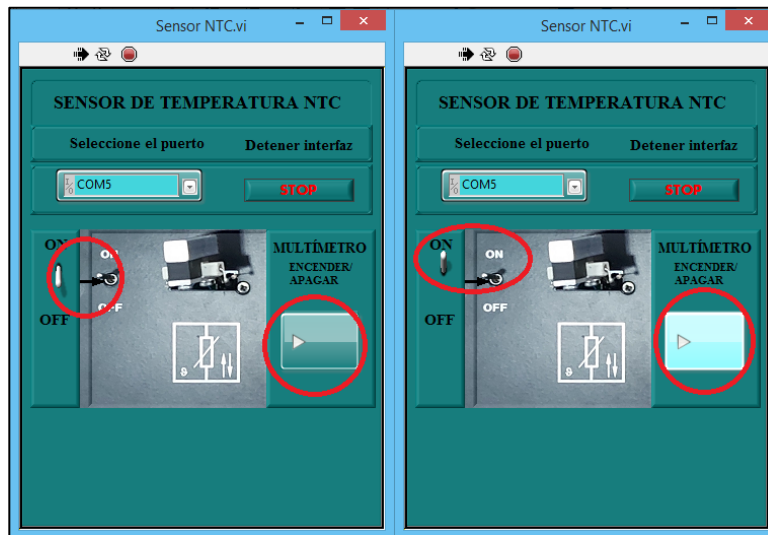 Sensor NTC.vi
SENSOR DE TEMPERATURA NTC
Seleccione el puerto Detener interfaz
I/O COM5 STOP
ON
ON
OFF
OFF
MULTÍMETRO
ENCENDER/
APAGAR
ϑ
Sensor NTC.vi
SENSOR DE TEMPERATURA NTC
Seleccione el puerto Detener interfaz
I/O COM5 STOP
ON
ON
OFF
OFF
MULTÍMETRO
ENCENDER/
APAGAR
ϑ